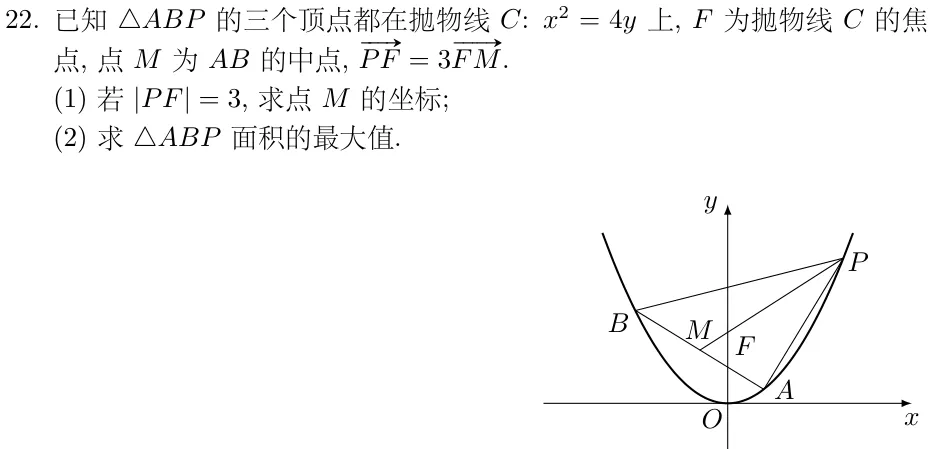 22. 已知 △ABP 的三个顶点都在抛物线 C: x² = 4y 上, F 为抛物线 C 的焦
点, 点 M 为 AB 的中点, $\overrightarrow{PF} = 3\overrightarrow{FM}$.
(1) 若 |PF| = 3, 求点 M 的坐标;
(2) 求 △ABP 面积的最大值.
y
P
B
M
F
A
O
x